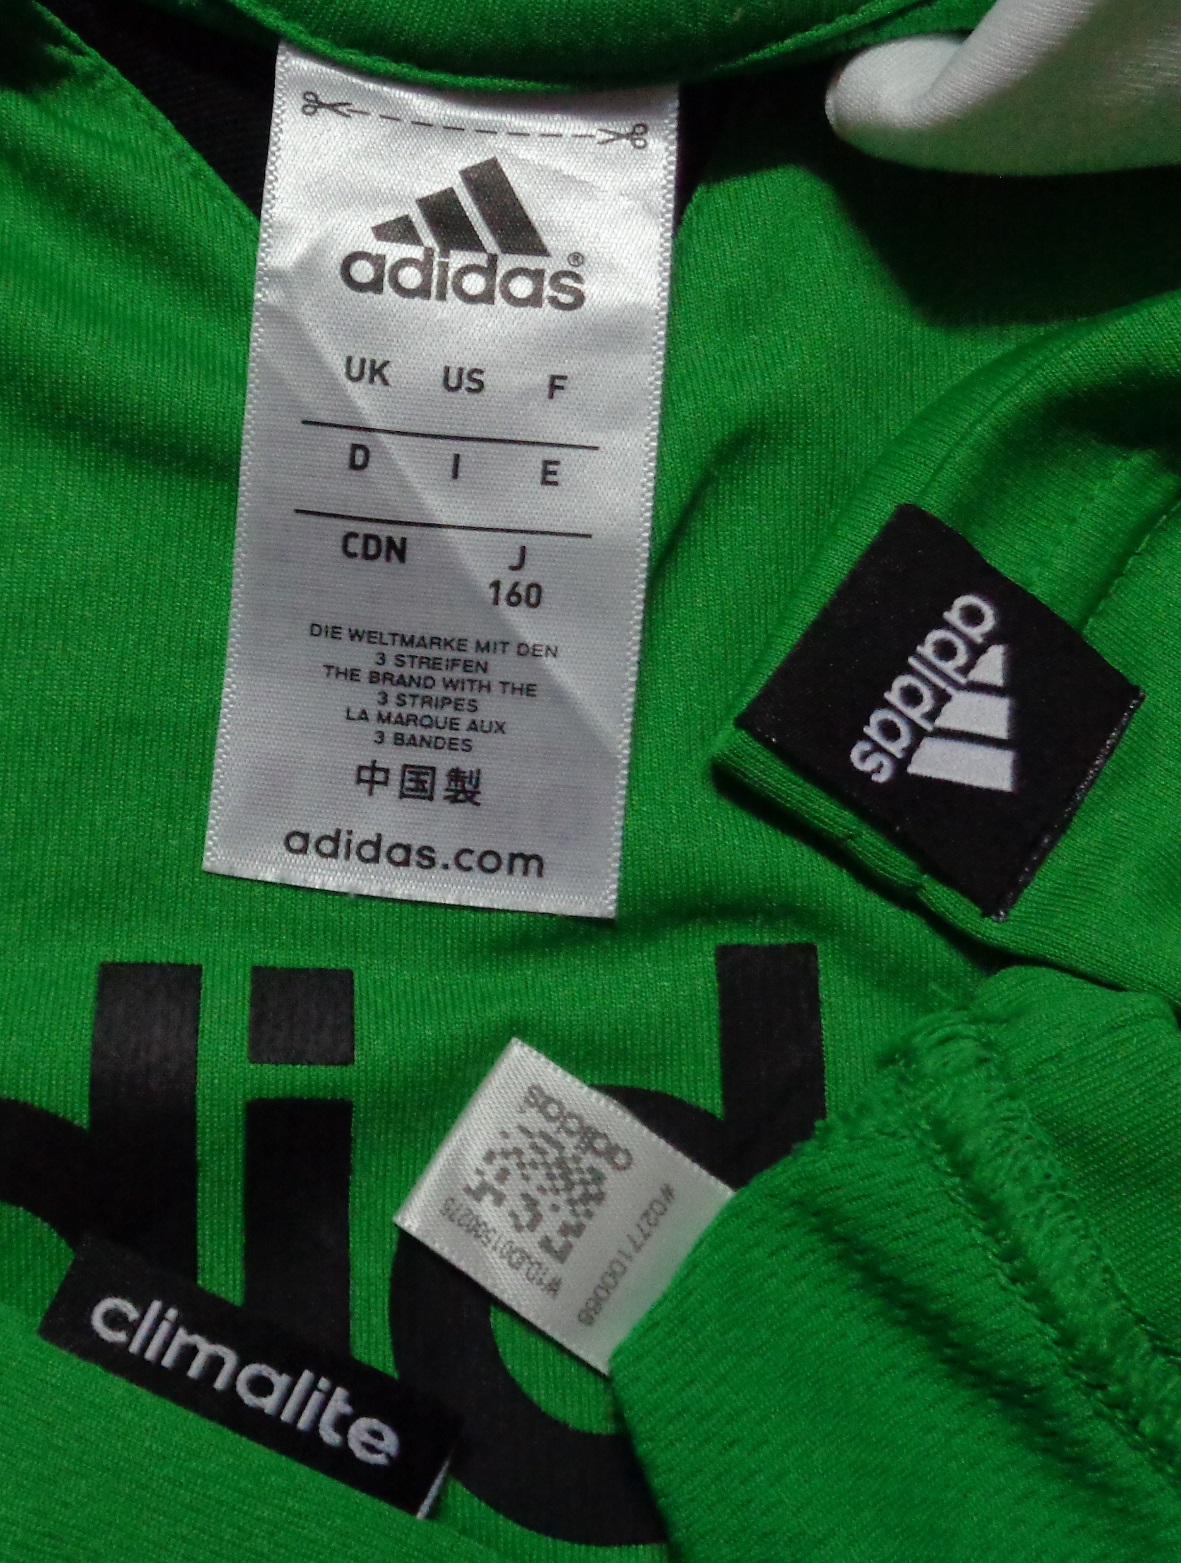 adidas®
UK US F
D I E
CDN J
160
DIE WELTMARKE MIT DEN
3 STREIFEN
THE BRAND WITH THE
3 STRIPES
LA MARQUE AUX
3 BANDES
中国製
adidas.com
adidas
adidas
climalite